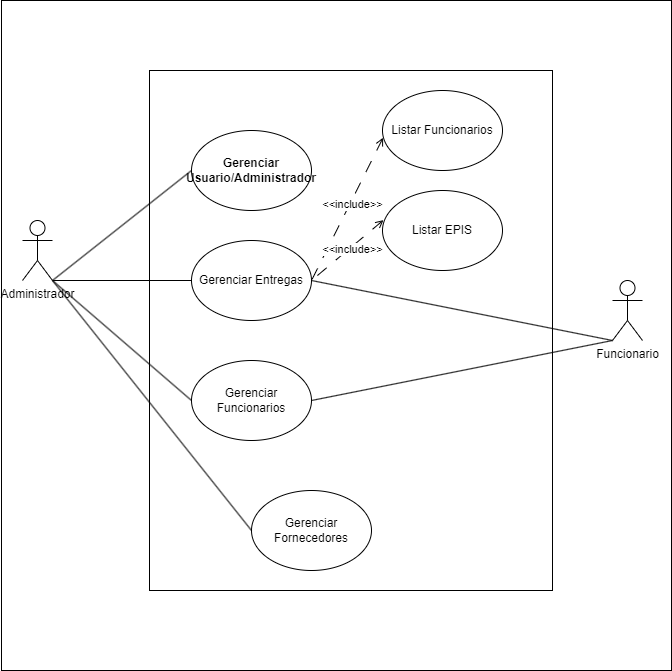 Listar Funcionarios
Gerenciar
Usuario/Administrador
<<include>>
Listar EPIS
<<include>>
Gerenciar Entregas
Administrador
Funcionario
Gerenciar
Funcionarios
Gerenciar
Fornecedores